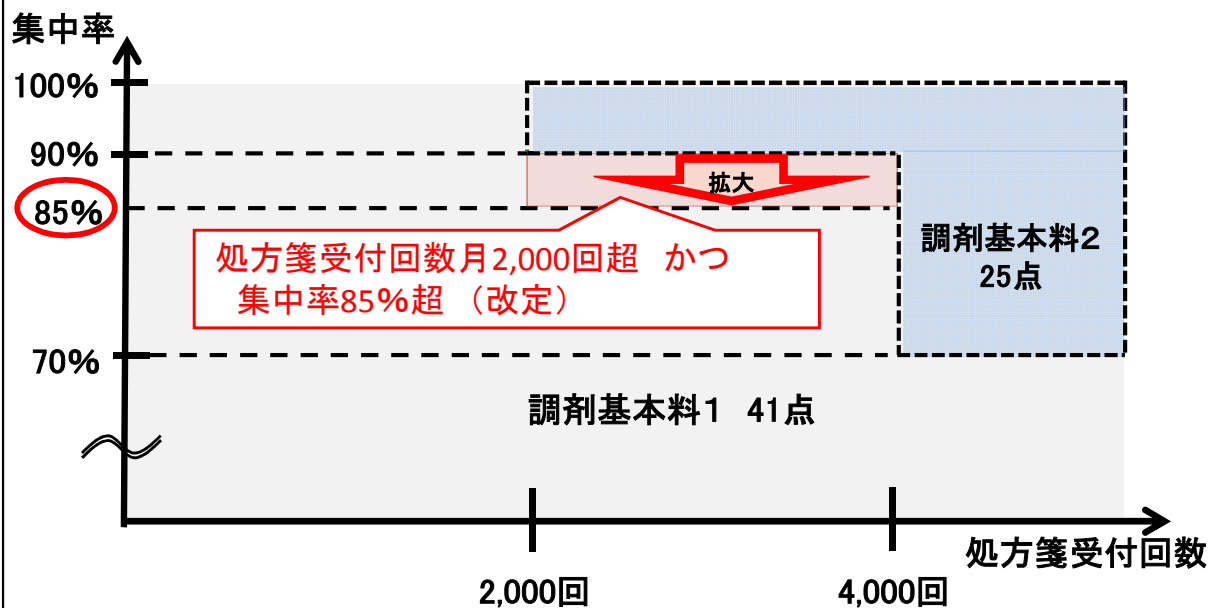 集中率
100%
90%
拡大
85%
処方箋受付回数月2,000回超 かつ
集中率85%超 （改定）
調剤基本料２
25点
70%
調剤基本料１ 41点
処方箋受付回数
2,000回
4,000回